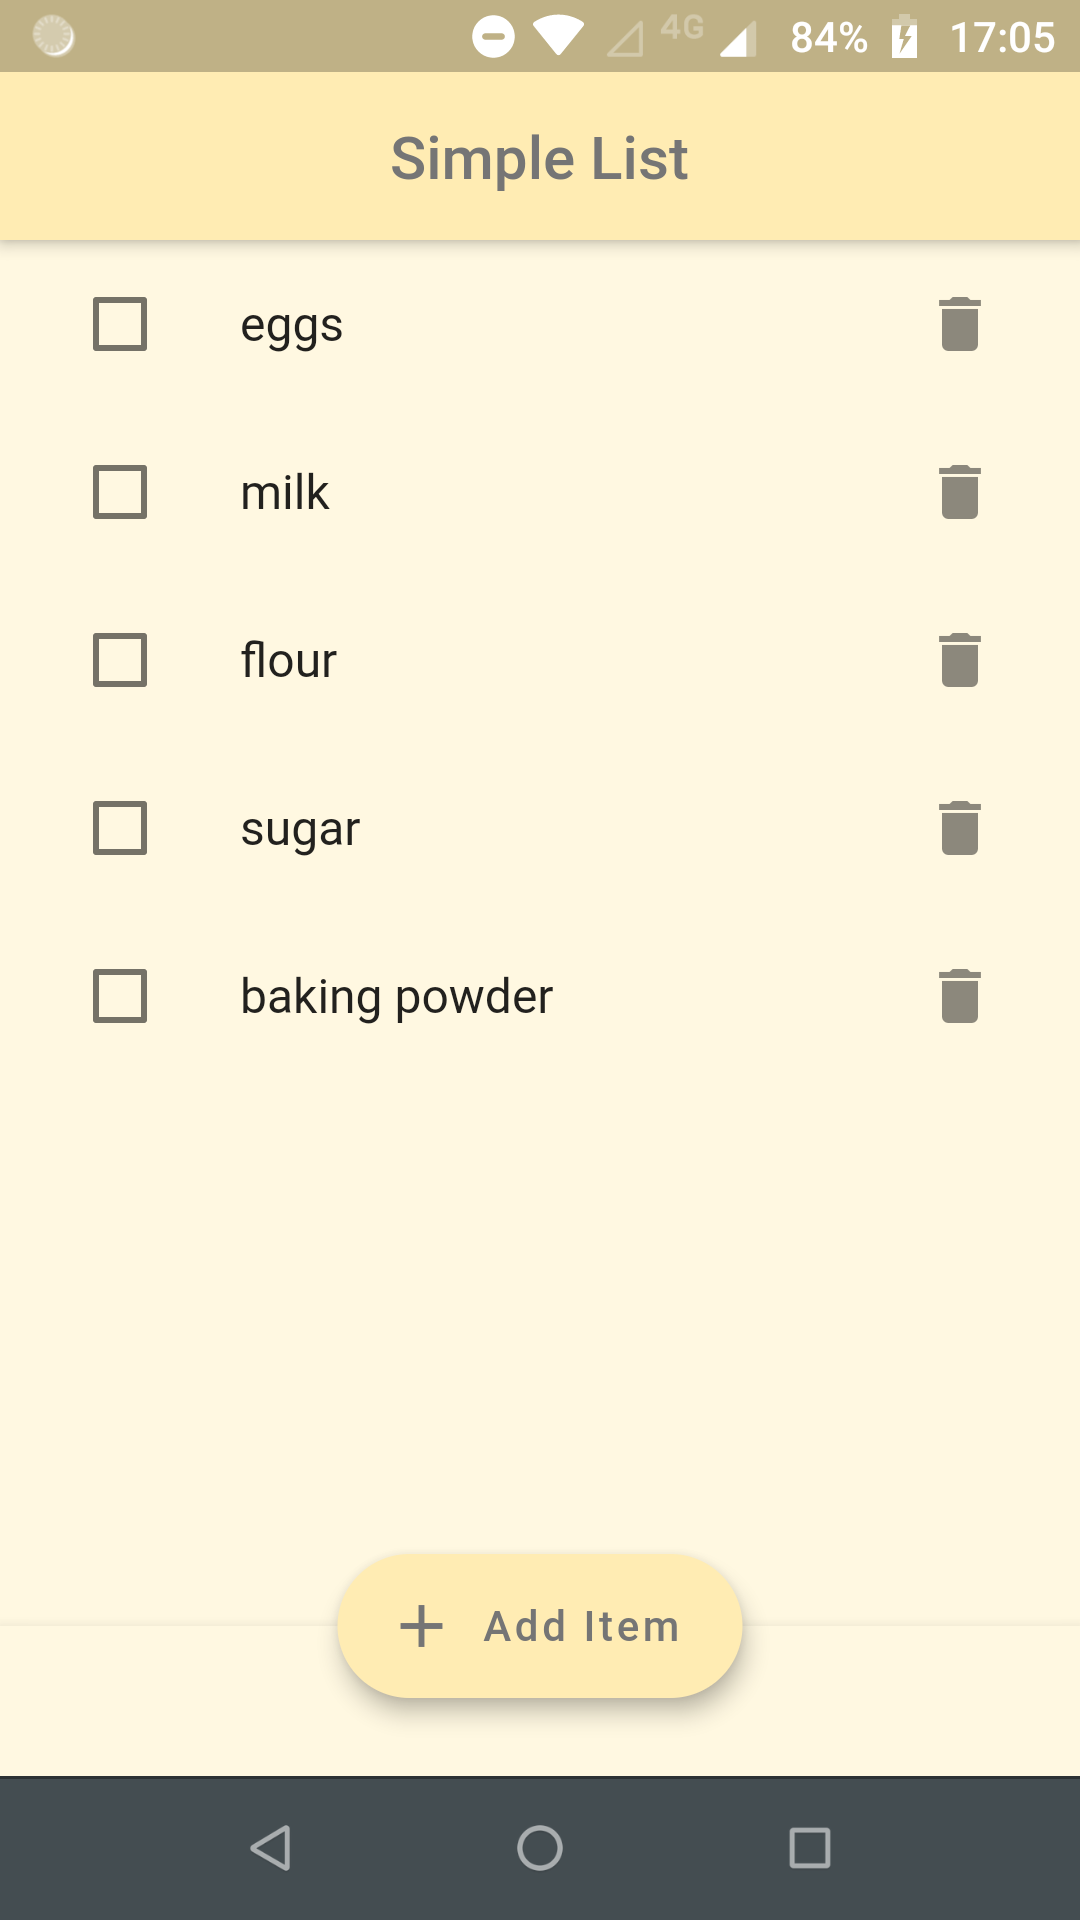 4G 84% 17:05
Simple List
eggs
milk
flour
sugar
baking powder
Add Item